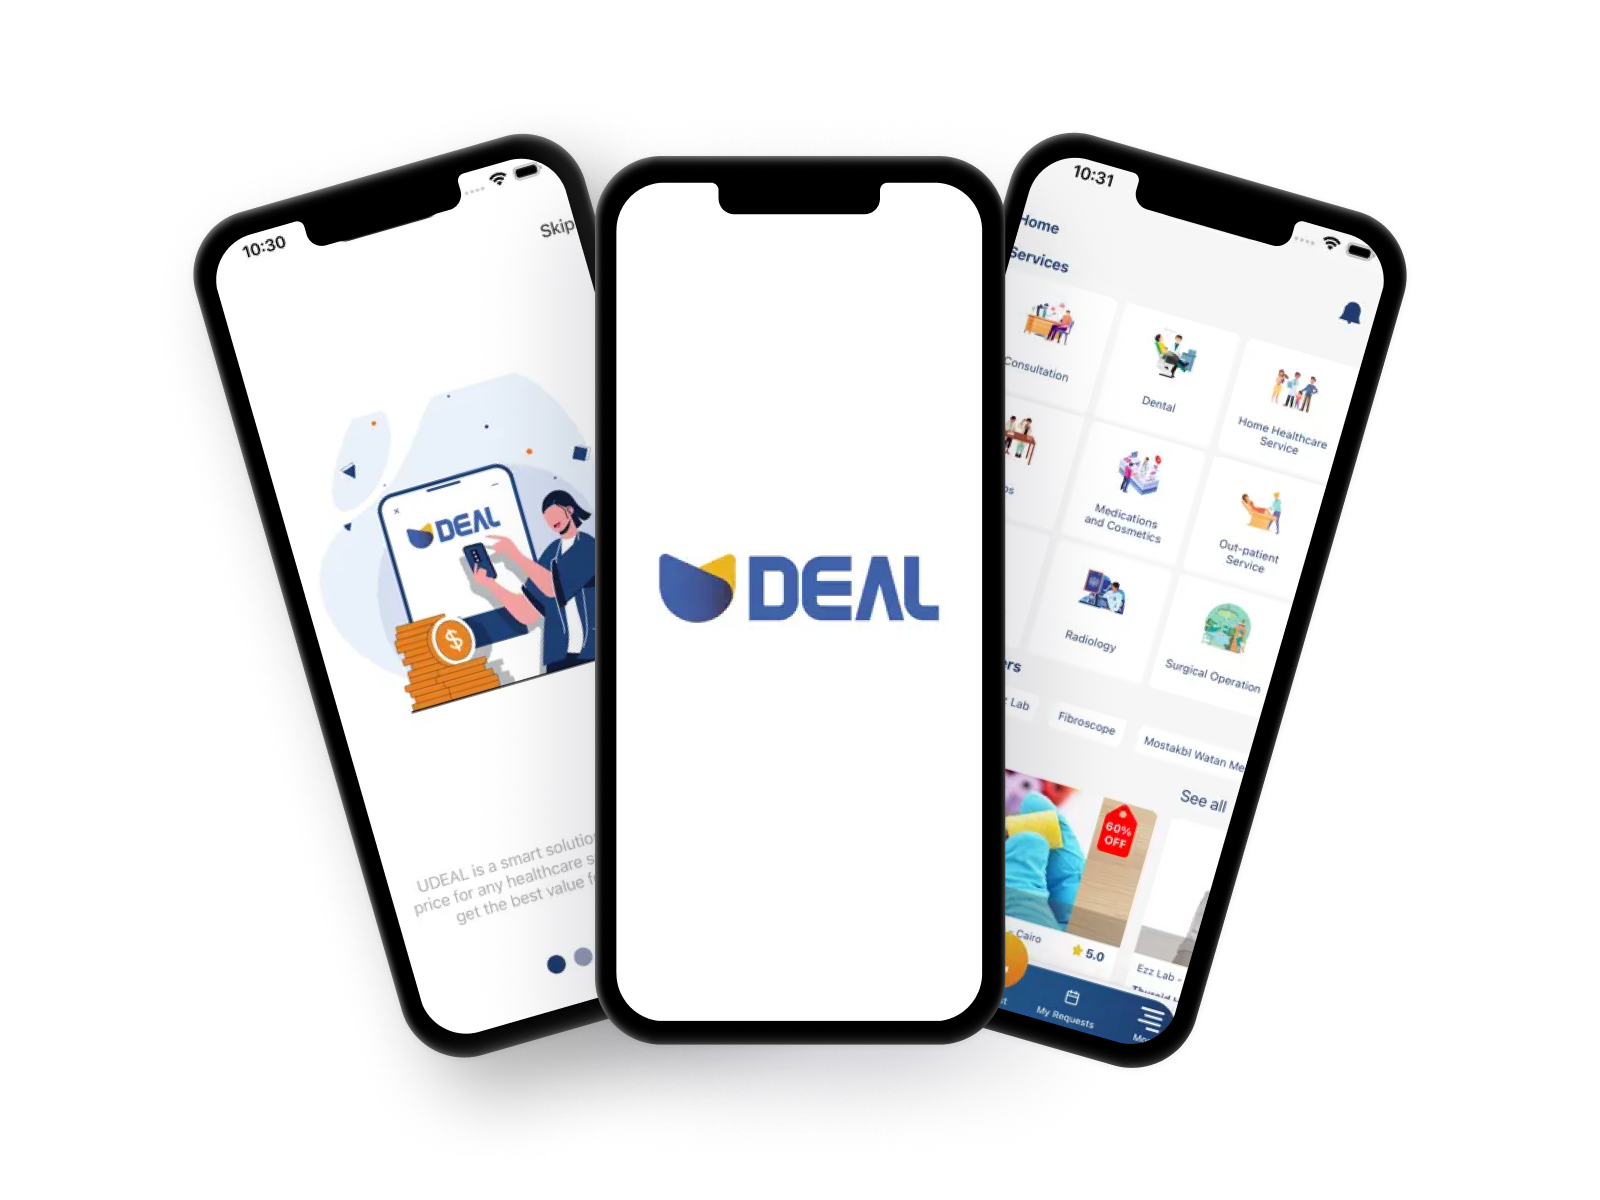 10:30
Skip
DEAL
$
UDEAL is a smart solution
price for any healthcare s
get the best value f
DEAL
10:31
Home
Services
Consultation
Dental
Home Healthcare
Service
Medications
and Cosmetics
Out-patient
Service
Radiology
Surgical Operation
Lab
Fibroscope
Mostakbl Watan Me
See all
60%
OFF
- Cairo
5.0
Ezz Lab -
My Requests